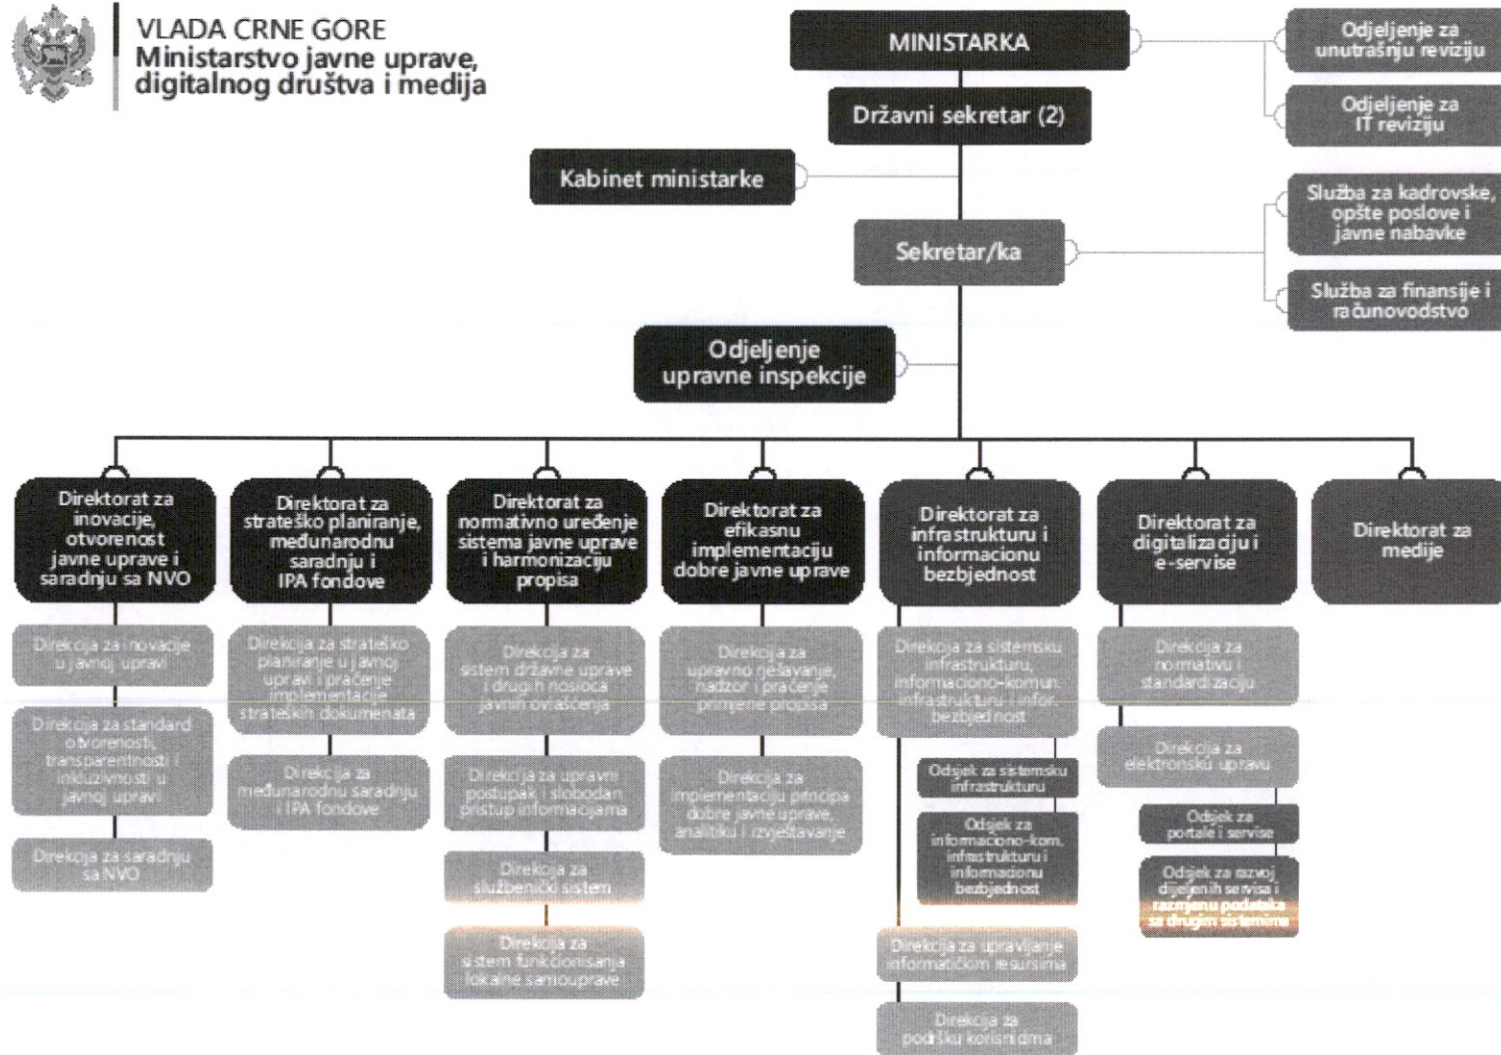 VLADA CRNE GORE
Ministarstvo javne uprave,
digitalnog društva i medija
MINISTARKA
Odjeljenje za
unutrašnju reviziju
Državni sekretar (2)
Odjeljenje za
IT reviziju
Kabinet ministarke
Služba za kadrovske,
opšte poslove i
javne nabavke
Sekretar/ka
Služba za finansije i
računovodstvo
Odjeljenje
upravne inspekcije
Direktorat za
inovacije,
otvorenost
javne uprave i
saradnju sa NVO
Direktorat za
strateško planiranje,
međunarodnu
saradnju i
IPA fondove
Direktorat za
normativno uređenje
sistema javne uprave
i harmonizaciju
propisa
Direktorat za
efikasnu
implementaciju
dobre javne uprave
Direktorat za
infrastrukturu i
informacionu
bezbjednost
Direktorat za
digitalizaciju i
e-servise
Direktorat za
medije
Direkcija za inovacije
u javnoj upravi
Direkcija za standard
otvorenosti,
transparentnosti i
inkluzivnosti u
javnoj upravi
Direkcija za saradnju
sa NVO
Direkcija za strateško
planiranje u javnoj
upravi i praćenje
implementacije
strateških dokumenata
Direkcija za
međunarodnu saradnju
i IPA fondove
Direkcija za
sistem državne uprave
i drugih nosioca
javnih ovlašćenja
Direkcija za upravni
postupak i slobodan
pristup informacijama
Direkcija za
službenički sistem
Direkcija za
sistem funkcionisanja
lokalne samouprave
Direkcija za
upravno rješavanje,
nadzor i praćenje
primjene propisa
Direkcija za
implementaciju principa
dobre javne uprave,
analitiku i izvještavanje
Direkcija za sistemsku
infrastrukturu,
informaciono-komun.
infrastrukturu i infor.
bezbjednost
Odsjek za sistemsku
infrastrukturu
Odsjek za
informaciono-kom.
infrastrukturu i
informacionu
bezbjednost
Direkcija za upravljanje
informatičkim resursima
Direkcija za
podršku korisnicima
Direkcija za
normativu i
standardizaciju
Direkcija za
elektronsku upravu
Odsjek za
portale i servise
Odsjek za razvoj
dijeljenih servisa i
razmjenu podataka
sa drugim sistemima